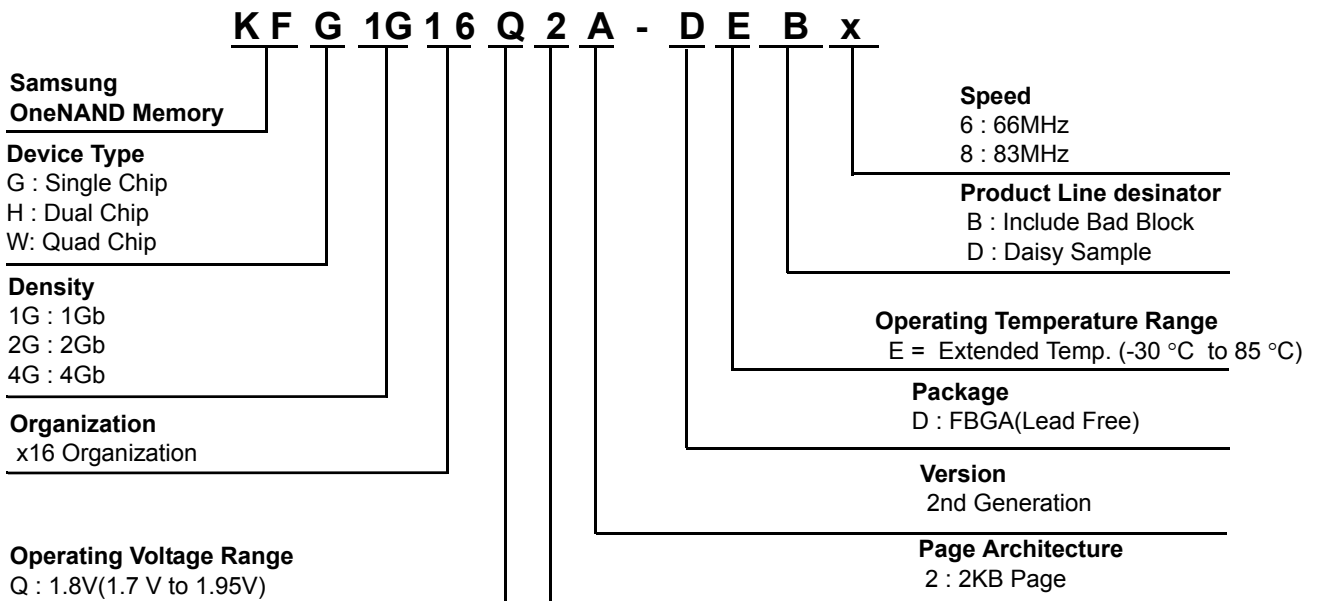 K F G 1G 1 6 Q 2 A - D E B x
Samsung
OneNAND Memory
Device Type
G : Single Chip
H : Dual Chip
W: Quad Chip
Density
1G : 1Gb
2G : 2Gb
4G : 4Gb
Organization
x16 Organization
Operating Voltage Range
Q : 1.8V(1.7 V to 1.95V)
Speed
6 : 66MHz
8 : 83MHz
Product Line desinator
B : Include Bad Block
D : Daisy Sample
Operating Temperature Range
E = Extended Temp. (-30 °C to 85 °C)
Package
D : FBGA(Lead Free)
Version
2nd Generation
Page Architecture
2 : 2KB Page